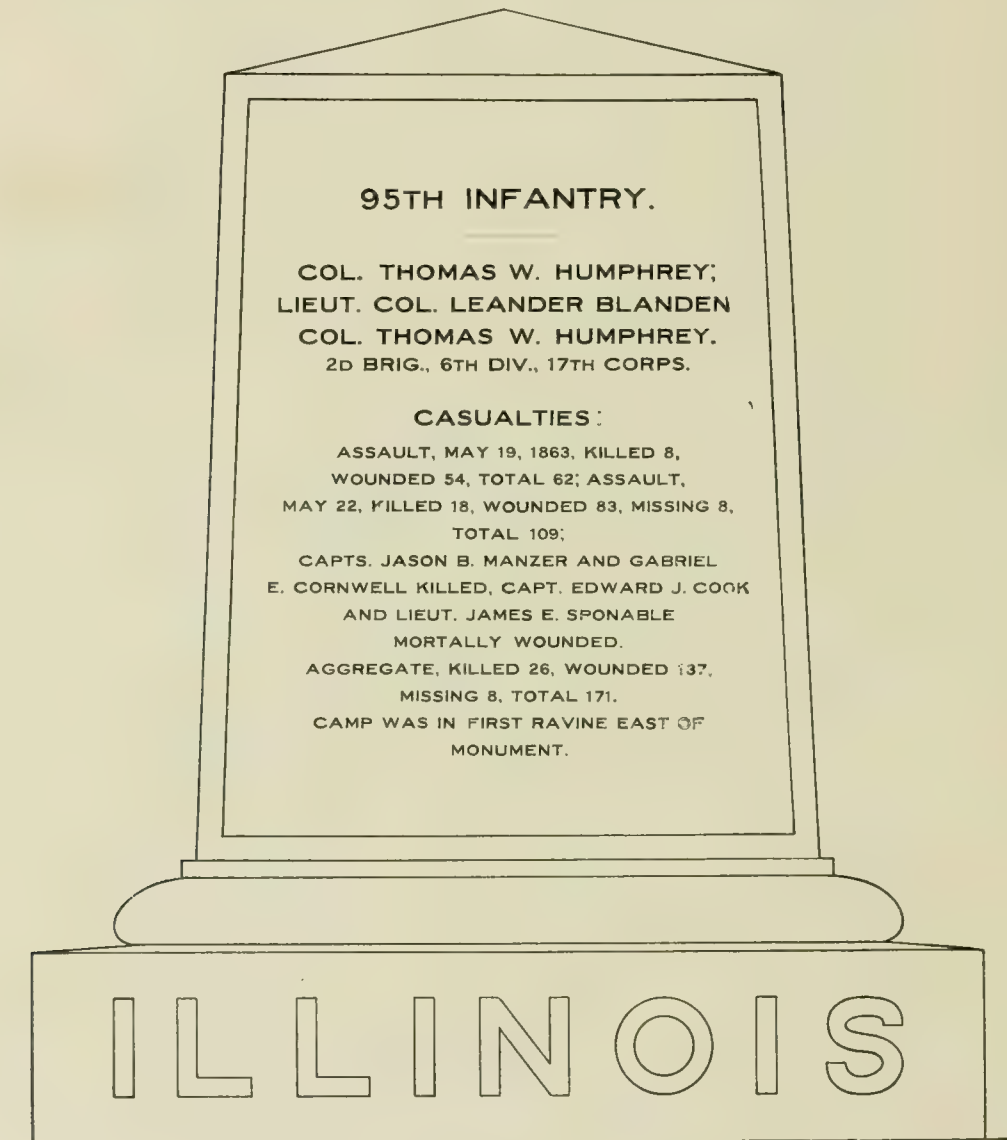 95TH INFANTRY.
COL. THOMAS W. HUMPHREY;
LIEUT. COL. LEANDER BLANDEN
COL. THOMAS W. HUMPHREY.
2D BRIG., 6TH DIV., 17TH CORPS.
CASUALTIES:
ASSAULT, MAY 19, 1863, KILLED 8,
WOUNDED 54, TOTAL 62; ASSAULT,
MAY 22, KILLED 18, WOUNDED 83, MISSING 8,
TOTAL 109;
CAPTS. JASON B. MANZER AND GABRIEL
E. CORNWELL KILLED, CAPT. EDWARD J. COOK
AND LIEUT. JAMES E. SPONABLE
MORTALLY WOUNDED.
AGGREGATE, KILLED 26, WOUNDED 137,
MISSING 8, TOTAL 171.
CAMP WAS IN FIRST RAVINE EAST OF
MONUMENT.
ILLINOIS